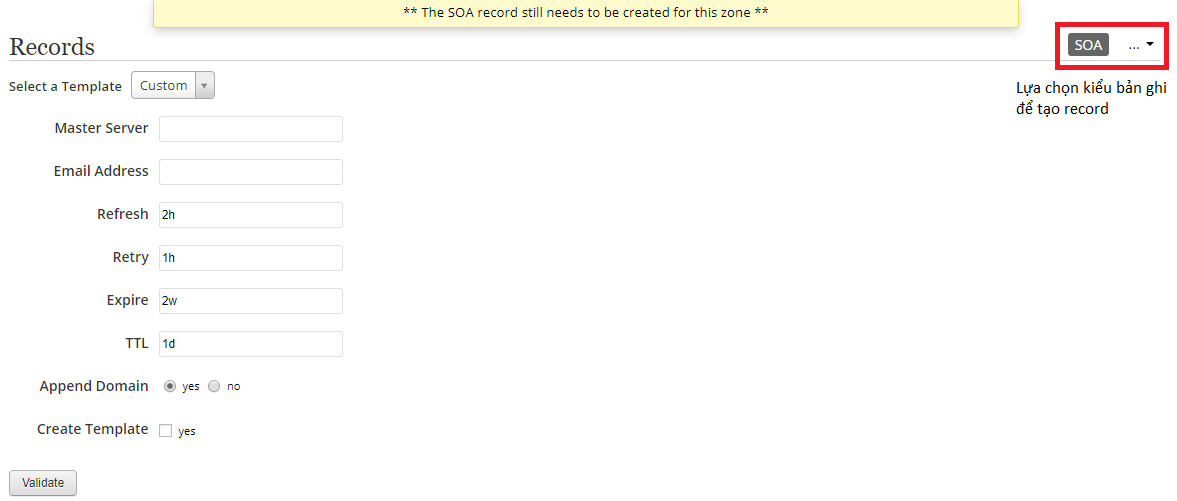 ** The SOA record still needs to be created for this zone **
Records
SOA ...
Select a Template Custom
Lựa chọn kiểu bản ghi
để tạo record
Master Server
Email Address
Refresh 2h
Retry 1h
Expire 2w
TTL 1d
Append Domain yes no
Create Template yes
Validate